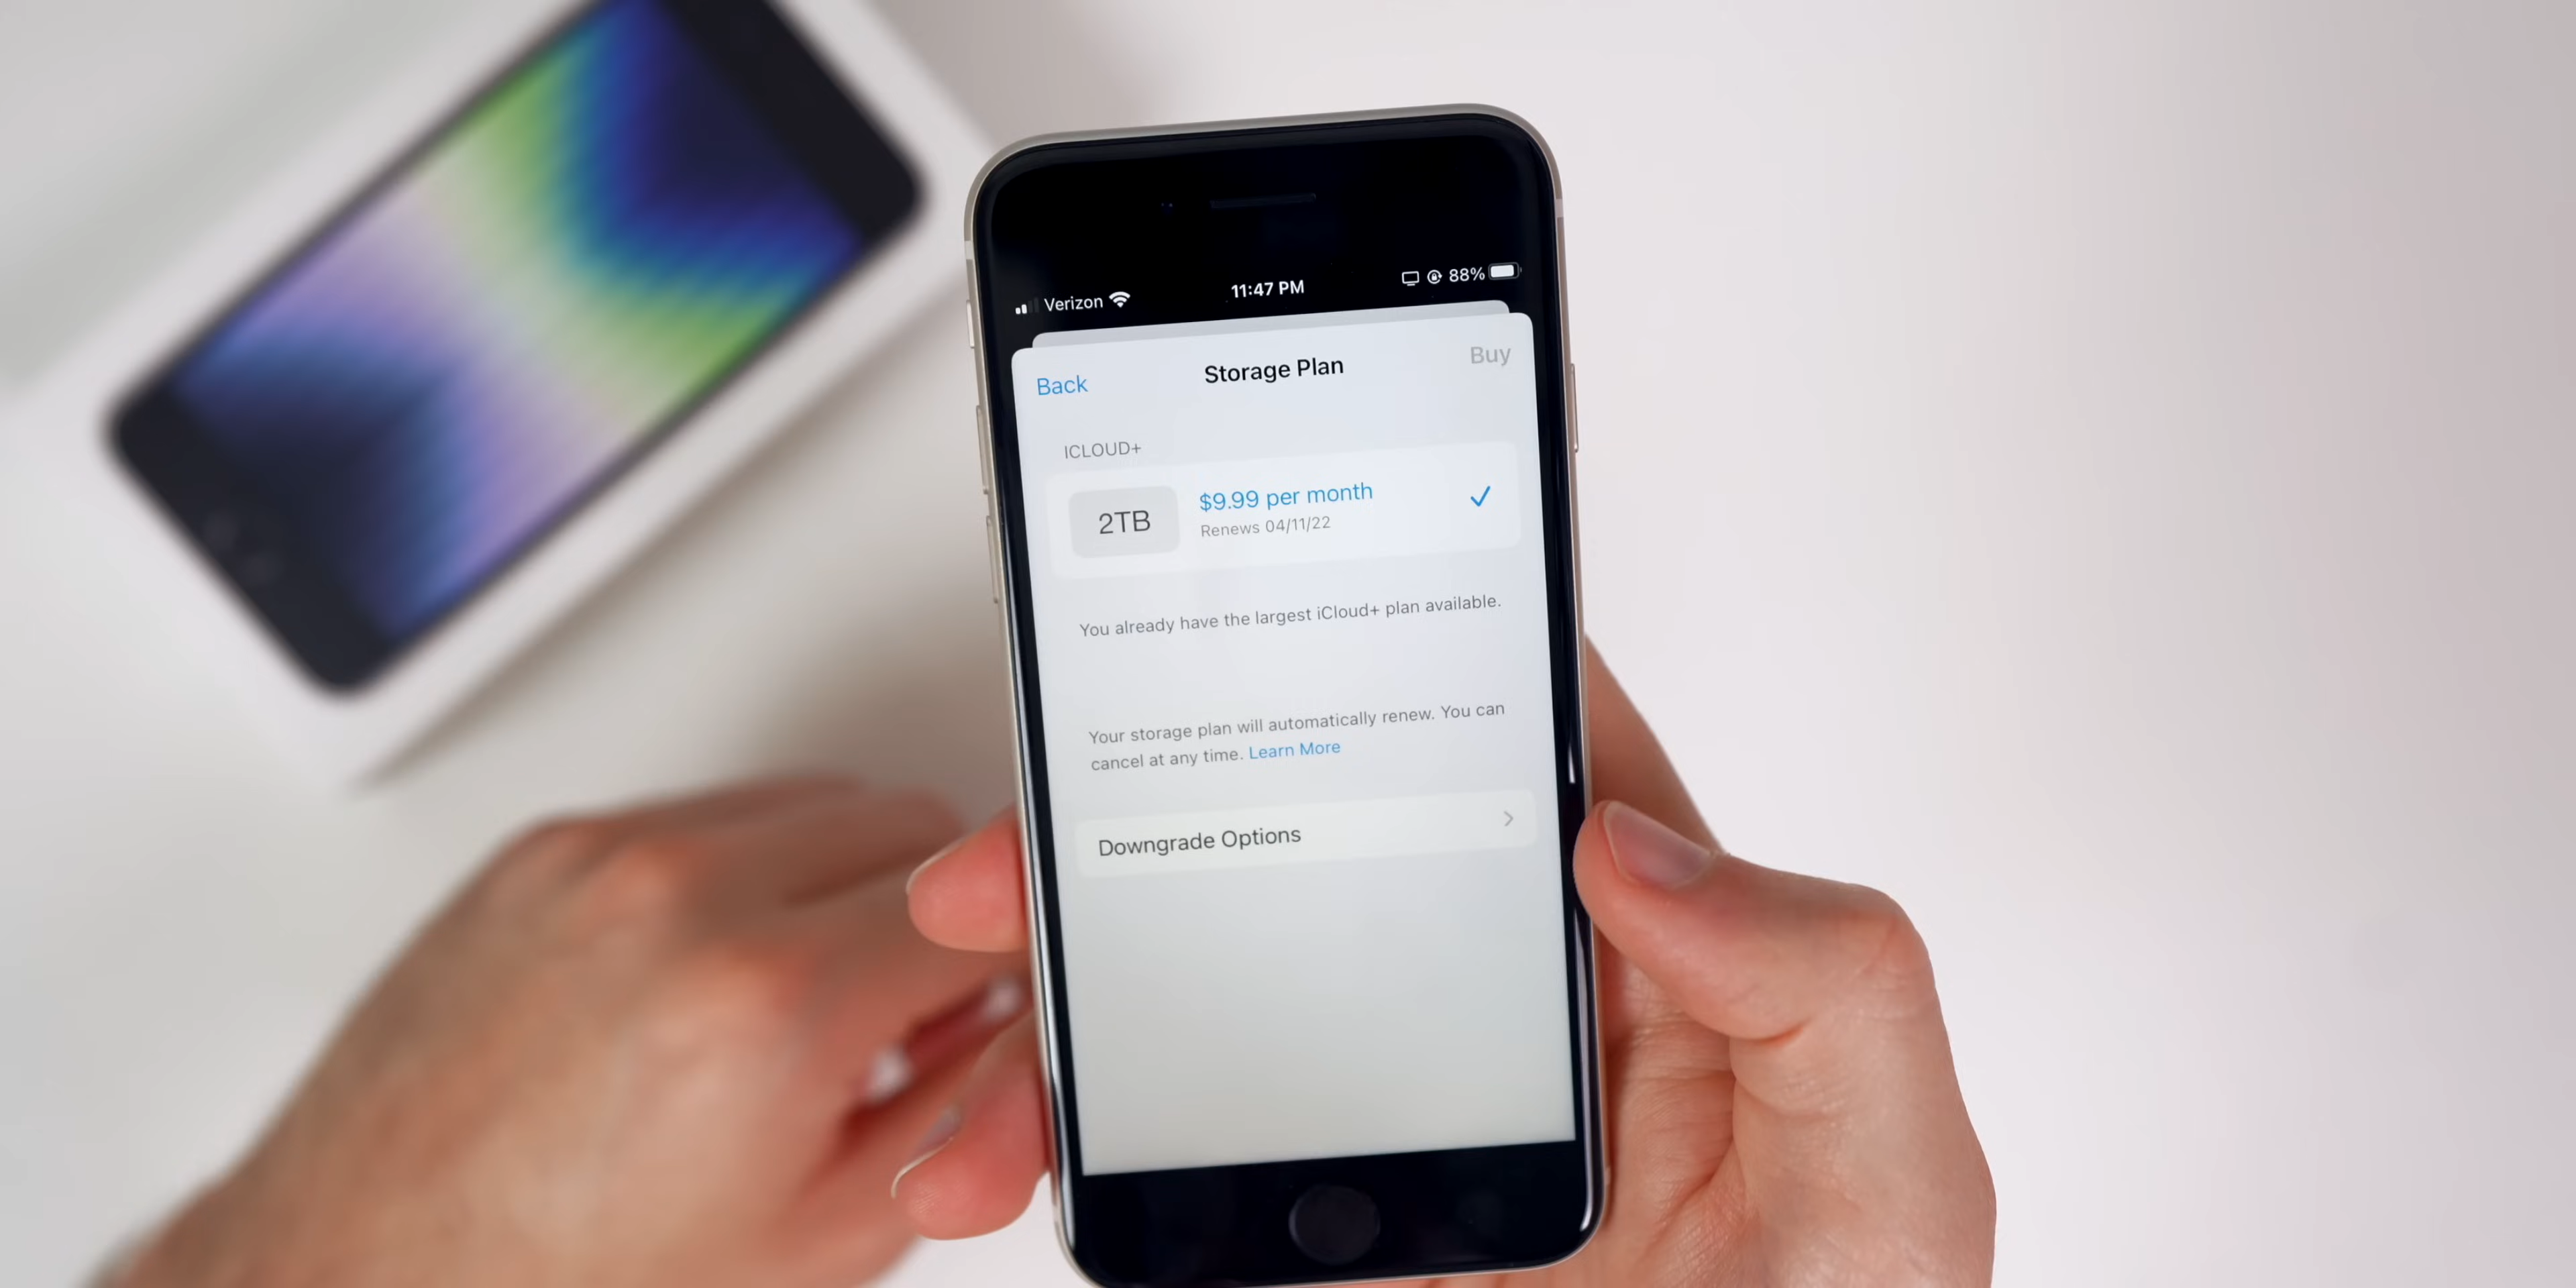 Verizon 11:47 PM 88%
Back Storage Plan Buy
ICLOUD+
2TB $9.99 per month
Renews 04/11/22
You already have the largest iCloud+ plan available.
Your storage plan will automatically renew. You can
cancel at any time. Learn More
Downgrade Options